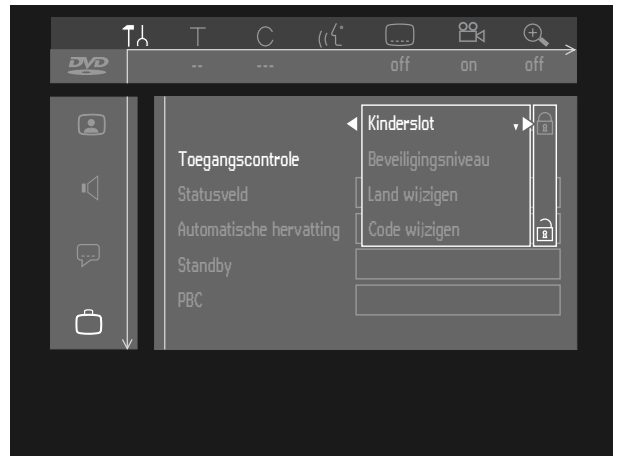 T C
DVD -- --- off on off
Kinderslot
Toegangscontrole Beveiligingsniveau
Statusveld Land wijzigen
Automatische hervatting Code wijzigen
Standby
PBC